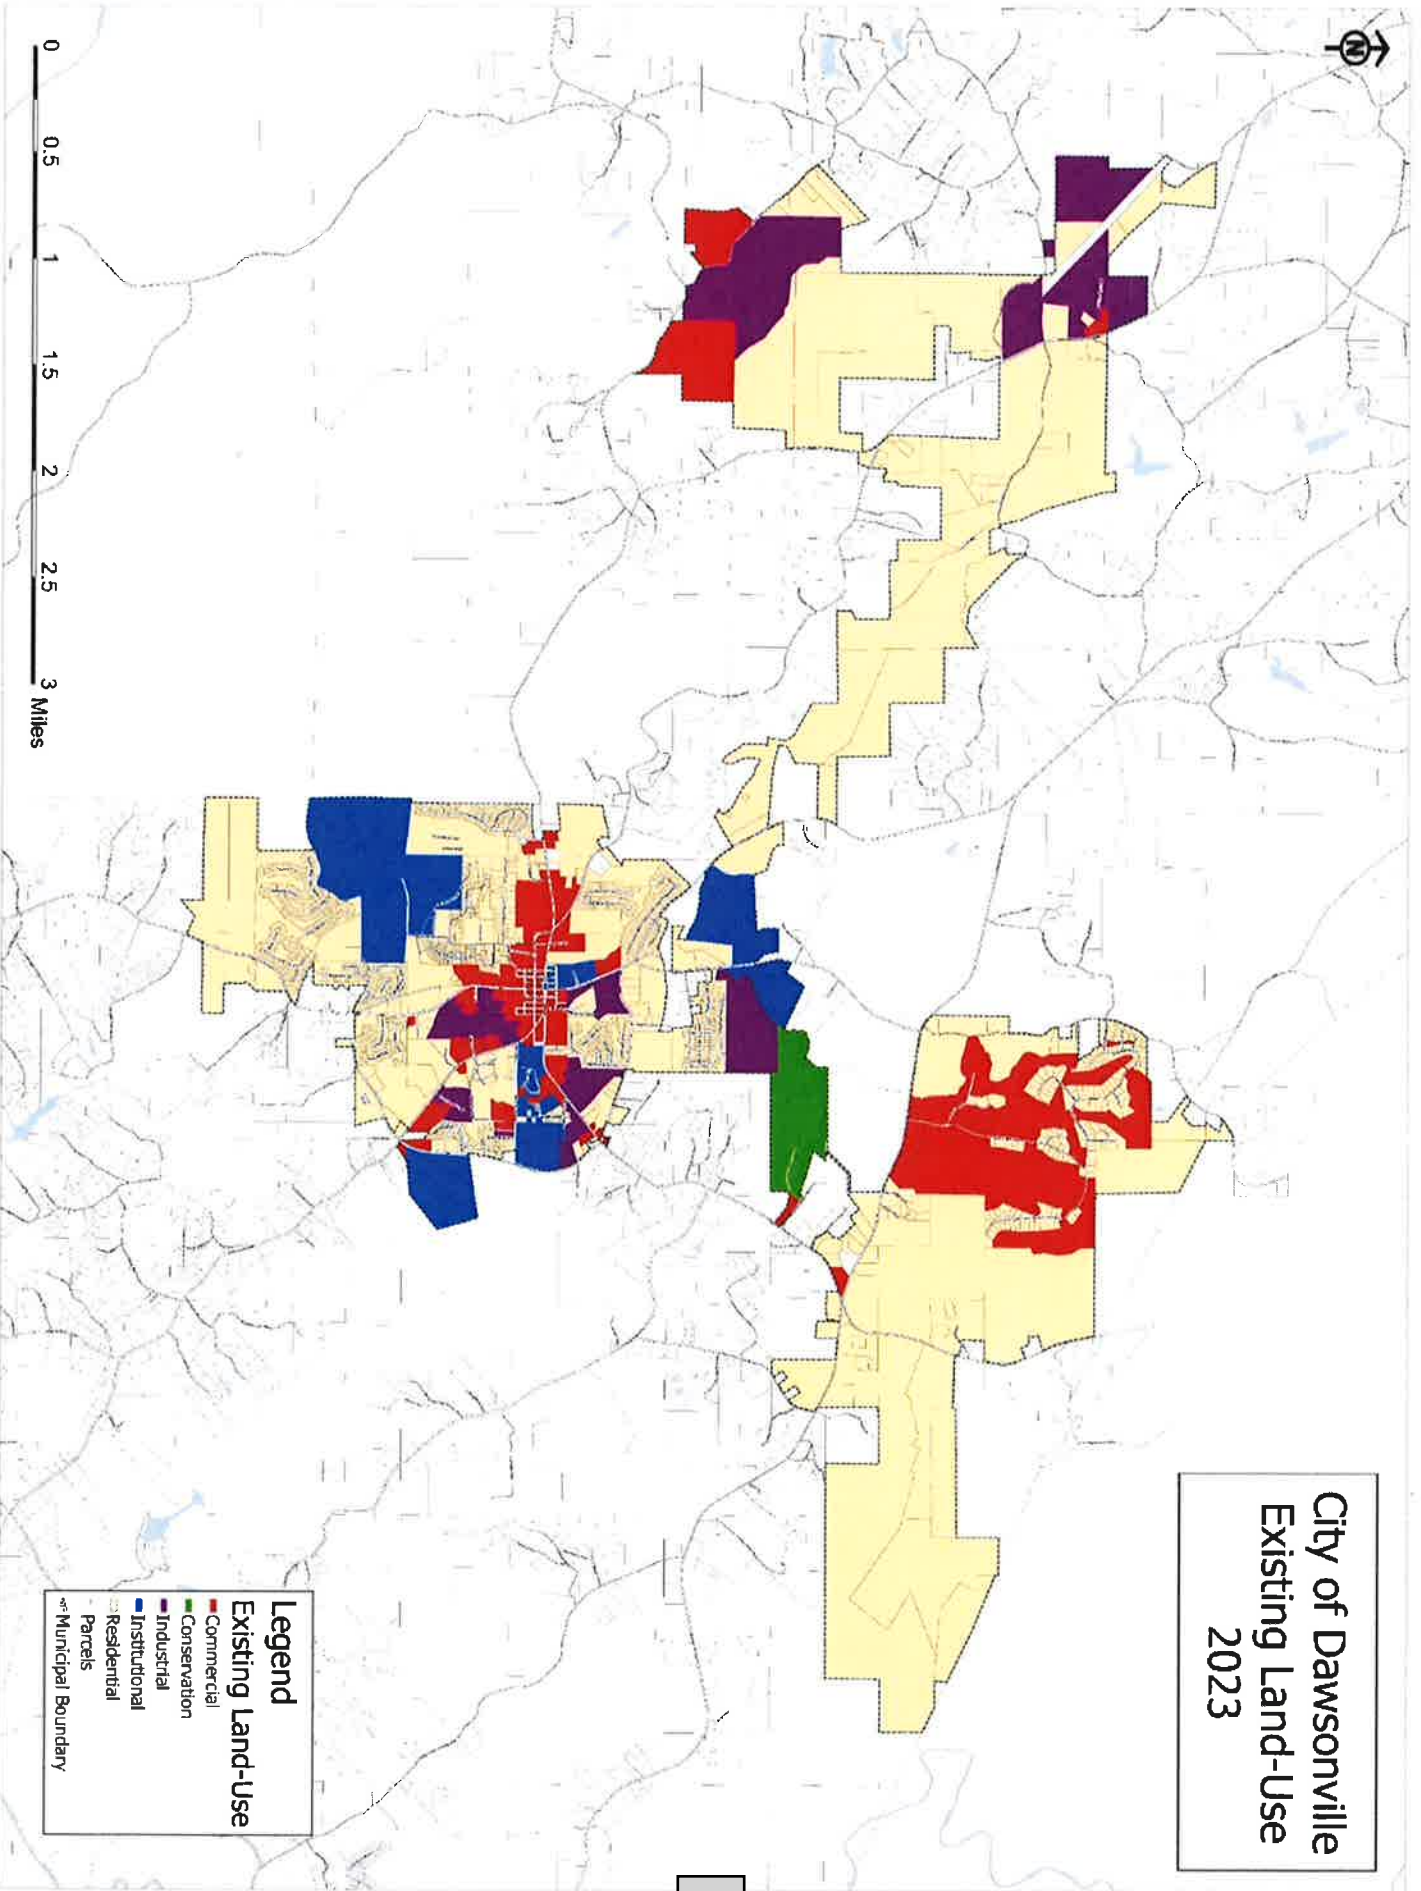 City of Dawsonville
Existing Land-Use
2023
N
Legend
Existing Land-Use
Commercial
Conservation
Industrial
Institutional
Residential
Parcels
Municipal Boundary
0 0.5 1 1.5 2 2.5 3 Miles